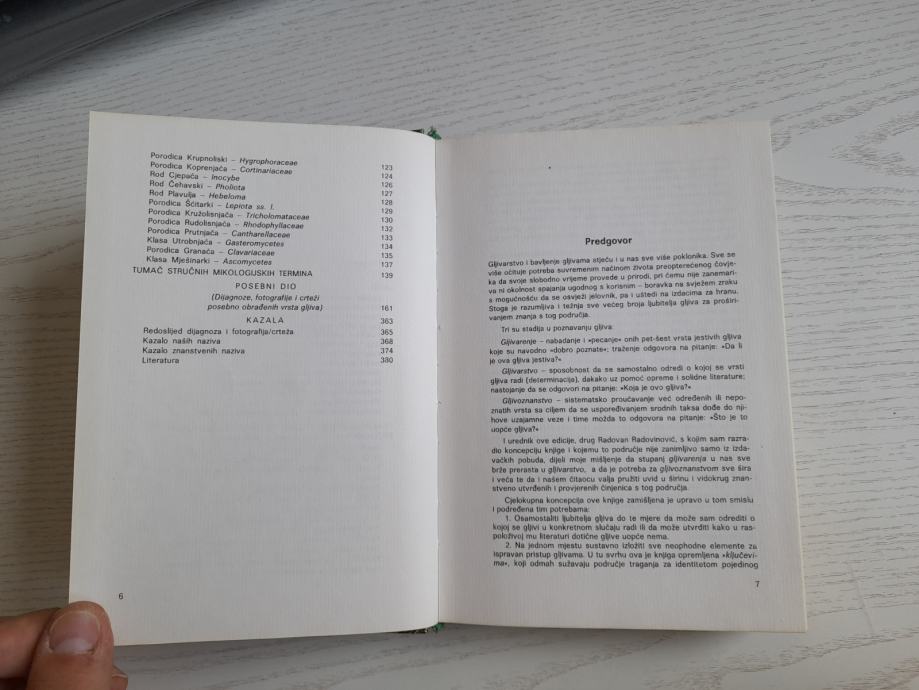 Porodica Krupnoliski – Hygrophoraceae 123
Porodica Koprenjača – Cortinariaceae 124
Rod Cjepača – Inocybe 126
Rod Čehavski – Pholiota 127
Rod Plavulja – Hebeloma 128
Porodica Šćitarki – Lepiota ss. l. 129
Porodica Kružolisnjača – Tricholomataceae 130
Porodica Rudolisnjača – Rhodophyllaceae 132
Porodica Prutnjača – Cantharellaceae 133
Klasa Utrobnjača – Gasteromycetes 134
Porodica Granača – Clavariaceae 135
Klasa Mješinarki – Ascomycetes 137
TUMAČ STRUČNIH MIKOLOGIJSKIH TERMINA 139
POSEBNI DIO
(Dijagnoze, fotografije i crteži
posebno obrađenih vrsta gljiva) 161
KAZALA 363
Redoslijed dijagnoza i fotografija/crteža 365
Kazalo naših naziva 368
Kazalo znanstvenih naziva 374
Literatura 380
6
Predgovor
Gljivarstvo i bavljenje gljivama stječu i u nas sve više poklonika. Sve se
više očituje potreba suvremenim načinom života preopterećenog čovje-
ka da svoje slobodno vrijeme provede u prirodi, pri čemu nije zanemari-
va ni okolnost spajanja ugodnog s korisnim – boravka na svježem zraku
s mogućnošću da se osvježi jelovnik, pa i uštedi na izdacima za hranu.
Stoga je razumljiva i težnja sve većeg broja ljubitelja gljiva za proširi-
vanjem znanja s tog područja.
Tri su stadija u poznavanju gljiva:
Gljivarenje – nabadanje i »pecanje« onih pet-šest vrsta jestivih gljiva
koje su navodno »dobro poznate«; traženje odgovora na pitanje: »Da li
je ova gljiva jestiva?«
Gljivarstvo – sposobnost da se samostalno odredi o kojoj se vrsti
gljiva radi (determinacija), dakako uz pomoć opreme i solidne literature;
nastojanje da se odgovori na pitanje: »Koja je ovo gljiva?«
Gljivoznanstvo – sistematsko proučavanje već određenih ili nepo-
znatih vrsta sa ciljem da se uspoređivanjem srodnih taksa dođe do nji-
hove uzajamne veze i time možda to odgovora na pitanje: »Što je to
uopće gljiva?«
I urednik ove edicije, drug Radovan Radovinović, s kojim sam razra-
dio koncepciju knjige i kojemu to područje nije zanimljivo samo iz izda-
vačkih pobuda, dijeli moje mišljenje da stupanj gljivarenja u nas sve
brže prerasta u gljivarstvo, a da je potreba za gljivoznanstvom sve šira
i veća te da i našem čitaocu valja pružiti uvid u širinu i vidokrug znan-
stveno utvrđenih i provjerenih činjenica s tog područja.
Cjelokupna koncepcija ove knjige zamišljena je upravo u tom smislu
i podređena tim potrebama:
1. Osamostaliti ljubitelja gljiva do te mjere da može sam odrediti o
kojoj se gljivi u konkretnom slučaju radi ili da može utvrditi kako u ras-
položivoj mu literaturi dotične gljive uopće nema.
2. Na jednom mjestu sustavno izložiti sve neophodne elemente za
ispravan pristup gljivama. U tu svrhu ova je knjiga opremljena »ključevi-
ma«, koji odmah sužavaju područje traganja za identitetom pojedinog
7